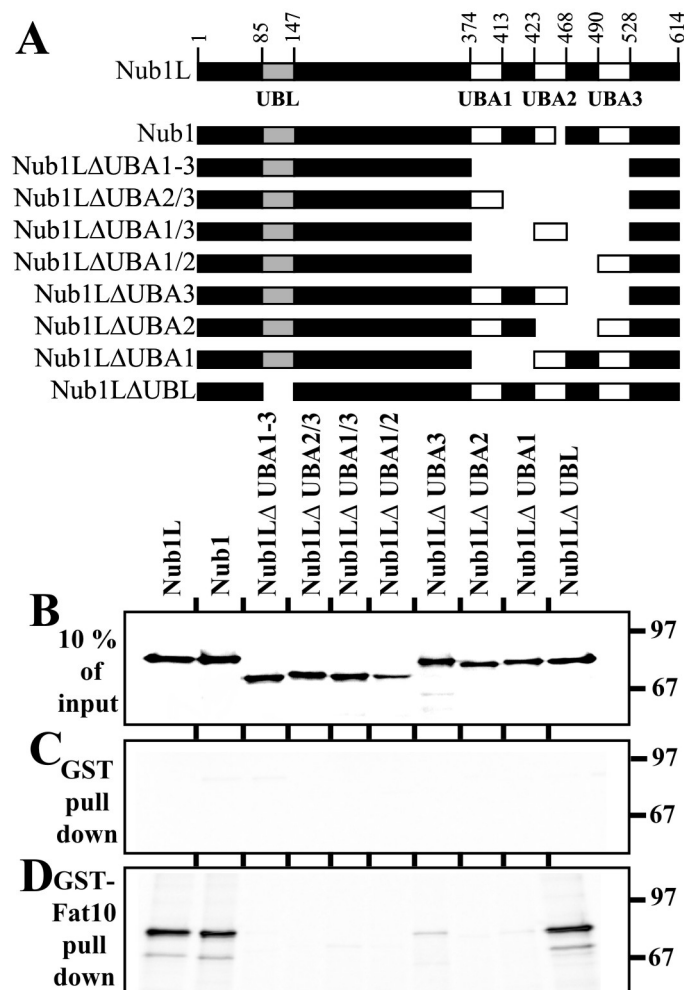 A
1 85 147 374 413 423 468 490 528 614
Nub1L
UBL UBA1 UBA2 UBA3
Nub1
Nub1LΔUBA1-3
Nub1LΔUBA2/3
Nub1LΔUBA1/3
Nub1LΔUBA1/2
Nub1LΔUBA3
Nub1LΔUBA2
Nub1LΔUBA1
Nub1LΔUBL
Nub1L
Nub1
Nub1LΔ UBA1-3
Nub1LΔ UBA2/3
Nub1LΔ UBA1/3
Nub1LΔ UBA1/2
Nub1LΔ UBA3
Nub1LΔ UBA2
Nub1LΔ UBA1
Nub1LΔ UBL
B
10 %
of
input
97
67
C
GST
pull
down
97
67
D
GST-
Fat10
pull
down
97
67